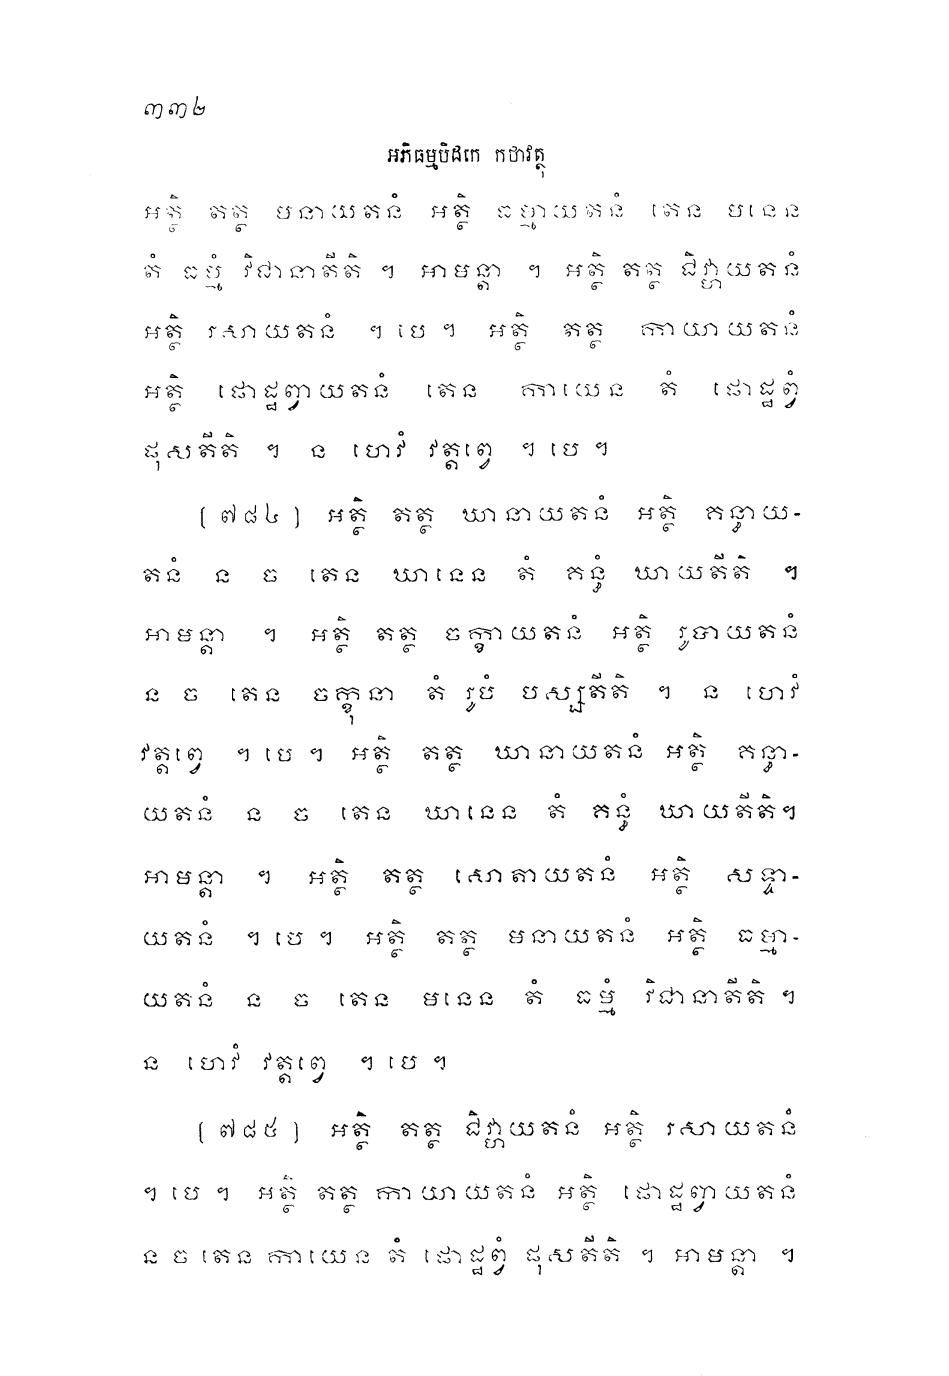 ៣៣២
អភិធម្មបិដកេ កថាវត្ថុ
អត្ថិ តត្ថ មនាយតនំ អត្ថិ ធម្មាយតនំ តេន មនេន
តំ ធម្មំ វិជានាតីតិ ។ អាមន្តា ។ អត្ថិ តត្ថ ជិវ្ហាយតនំ
អត្ថិ រសាយតនំ ។ បេ ។ អត្ថិ តត្ថ កាយាយតនំ
អត្ថិ ផោដ្ឋព្វាយតនំ តេន កាយេន តំ ផោដ្ឋព្វំ
ផុសតីតិ ។ ន ហេវំ វត្តព្វេ ។ បេ ។
[ ៧៨៤ ] អត្ថិ តត្ថ ឃានាយតនំ អត្ថិ គន្ធាយ-
តនំ ន ច តេន ឃានេន តំ គន្ធំ ឃាយតីតិ ។
អាមន្តា ។ អត្ថិ តត្ថ ចក្ខាយតនំ អត្ថិ រូបាយតនំ
ន ច តេន ចក្ខុនា តំ រូបំ បស្សតីតិ ។ ន ហេវំ
វត្តព្វេ ។ បេ ។ អត្ថិ តត្ថ ឃានាយតនំ អត្ថិ គន្ធា-
យតនំ ន ច តេន ឃានេន តំ គន្ធំ ឃាយតីតិ។
អាមន្តា ។ អត្ថិ តត្ថ សោតាយតនំ អត្ថិ សទ្ទា-
យតនំ ។ បេ ។ អត្ថិ តត្ថ មនាយតនំ អត្ថិ ធម្មា-
យតនំ ន ច តេន មនេន តំ ធម្មំ វិជានាតីតិ ។
ន ហេវំ វត្តព្វេ ។ បេ ។
[ ៧៨៥ ] អត្ថិ តត្ថ ជិវ្ហាយតនំ អត្ថិ រសាយតនំ
។ បេ ។ អត្ថិ តត្ថ កាយាយតនំ អត្ថិ ផោដ្ឋព្វាយតនំ
ន ច តេន កាយេន តំ ផោដ្ឋព្វំ ផុសតីតិ ។ អាមន្តា ។